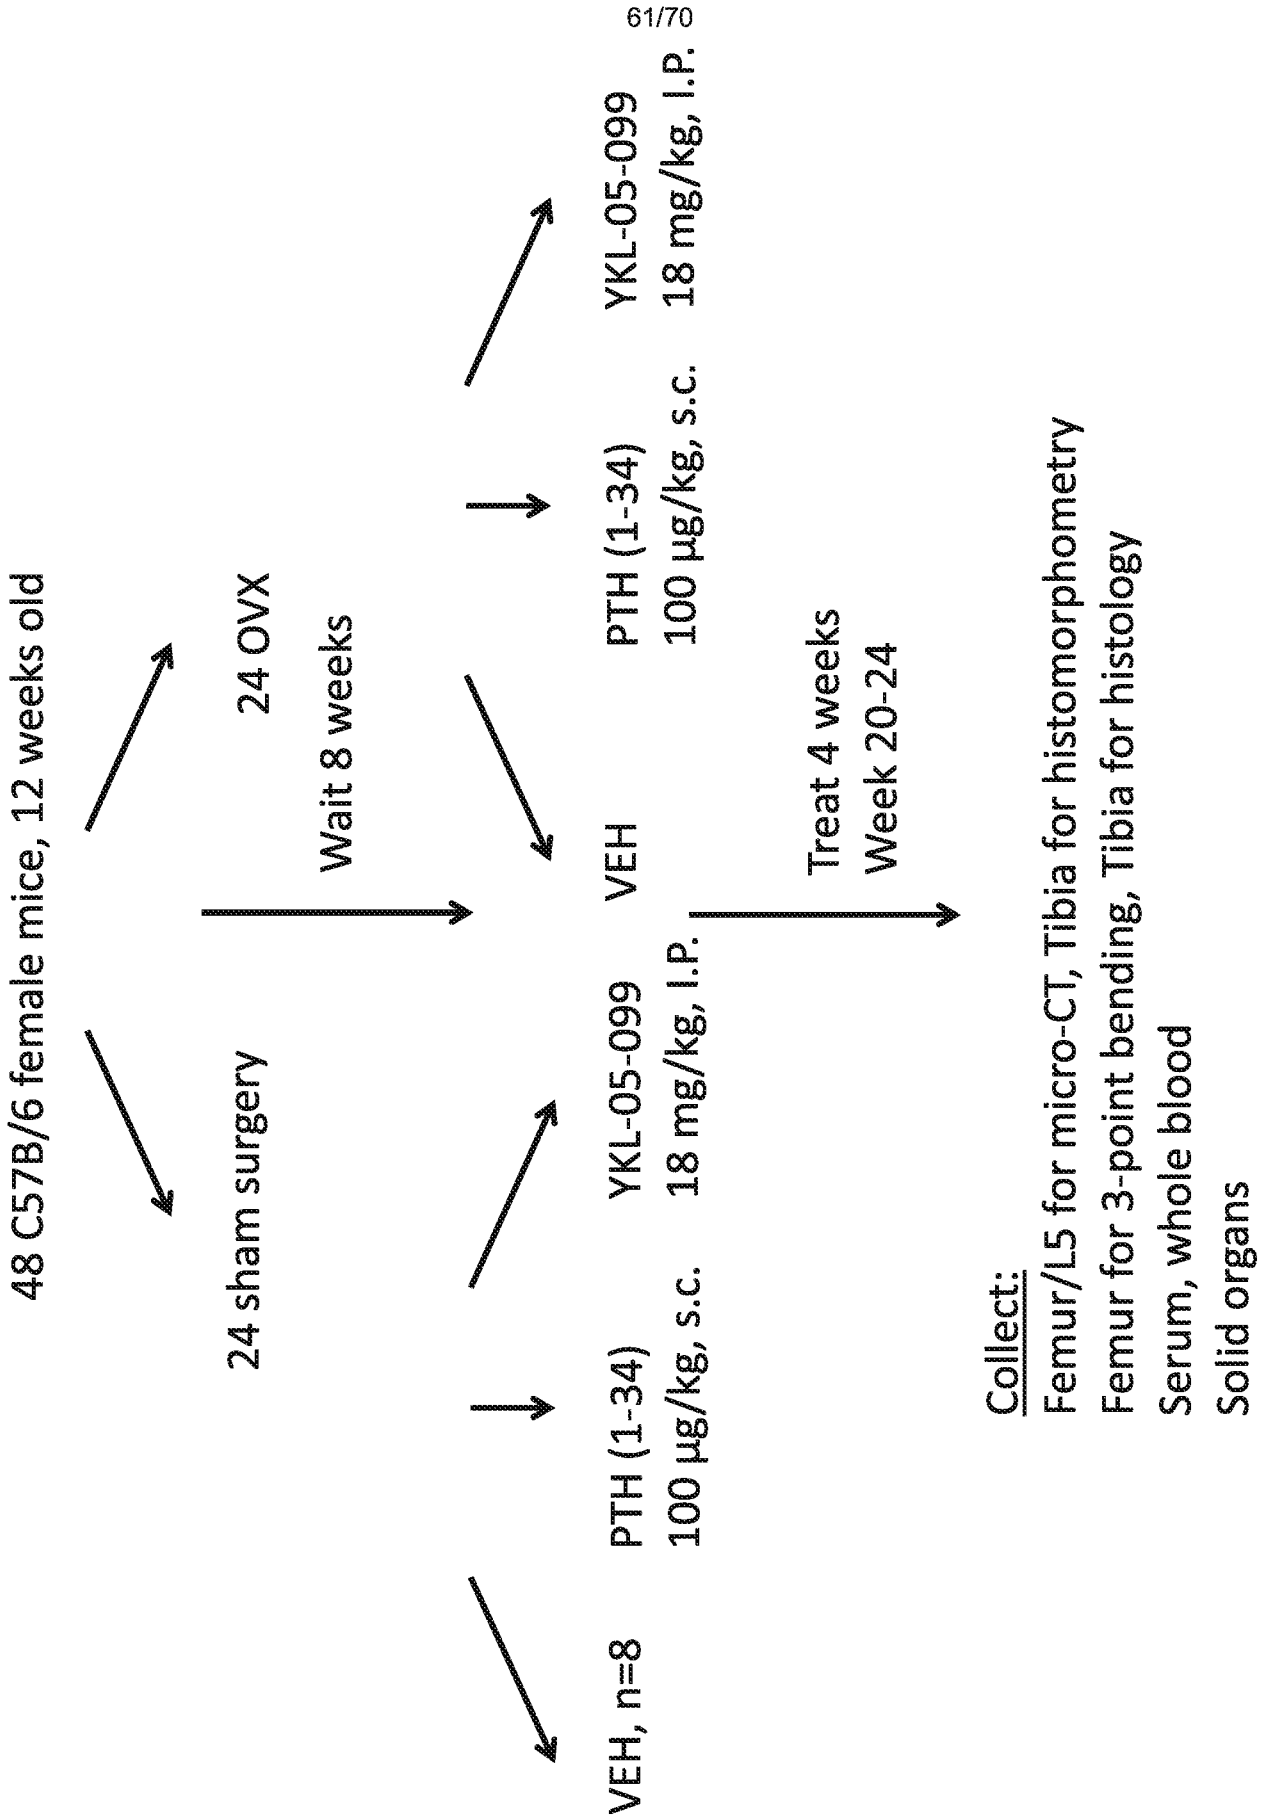 61/70
48 C57B/6 female mice, 12 weeks old
24 sham surgery
24 OVX
Wait 8 weeks
VEH, n=8
PTH (1-34)
100 µg/kg, s.c.
YKL-05-099
18 mg/kg, I.P.
VEH
PTH (1-34)
100 µg/kg, s.c.
YKL-05-099
18 mg/kg, I.P.
Treat 4 weeks
Week 20-24
Collect:
Femur/L5 for micro-CT, Tibia for histomorphometry
Femur for 3-point bending, Tibia for histology
Serum, whole blood
Solid organs